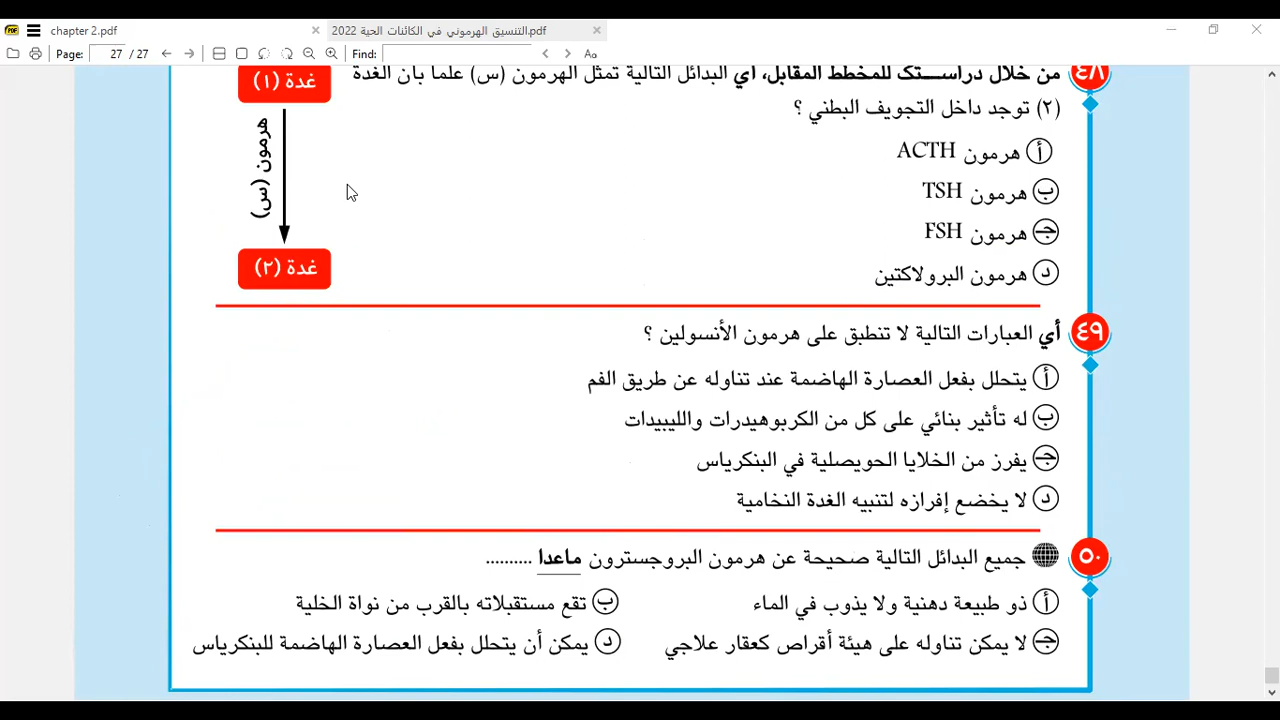 chapter 2.pdf
التنسيق الهرموني في الكائنات الحية 2022.pdf
Page: 27 / 27
Find:
Aa
٤٨ من خلال دراســتك للمخطط المقابل، أي البدائل التالية تمثل الهرمون (س) علما بأن الغدة
(٢) توجد داخل التجويف البطني ؟
أ هرمون ACTH
ب هرمون TSH
ج هرمون FSH
د هرمون البرولاكتين
غدة (١)
هرمون (س)
غدة (٢)
٤٩ أي العبارات التالية لا تنطبق على هرمون الأنسولين ؟
أ يتحلل بفعل العصارة الهاضمة عند تناوله عن طريق الفم
ب له تأثير بنائي على كل من الكربوهيدرات والليبيدات
ج يفرز من الخلايا الحويصلية في البنكرياس
د لا يخضع إفرازه لتنبيه الغدة النخامية
٥٠ جميع البدائل التالية صحيحة عن هرمون البروجسترون ماعدا ..........
أ ذو طبيعة دهنية ولا يذوب في الماء
ب تقع مستقبلاته بالقرب من نواة الخلية
ج لا يمكن تناوله على هيئة أقراص كعقار علاجي
د يمكن أن يتحلل بفعل العصارة الهاضمة للبنكرياس